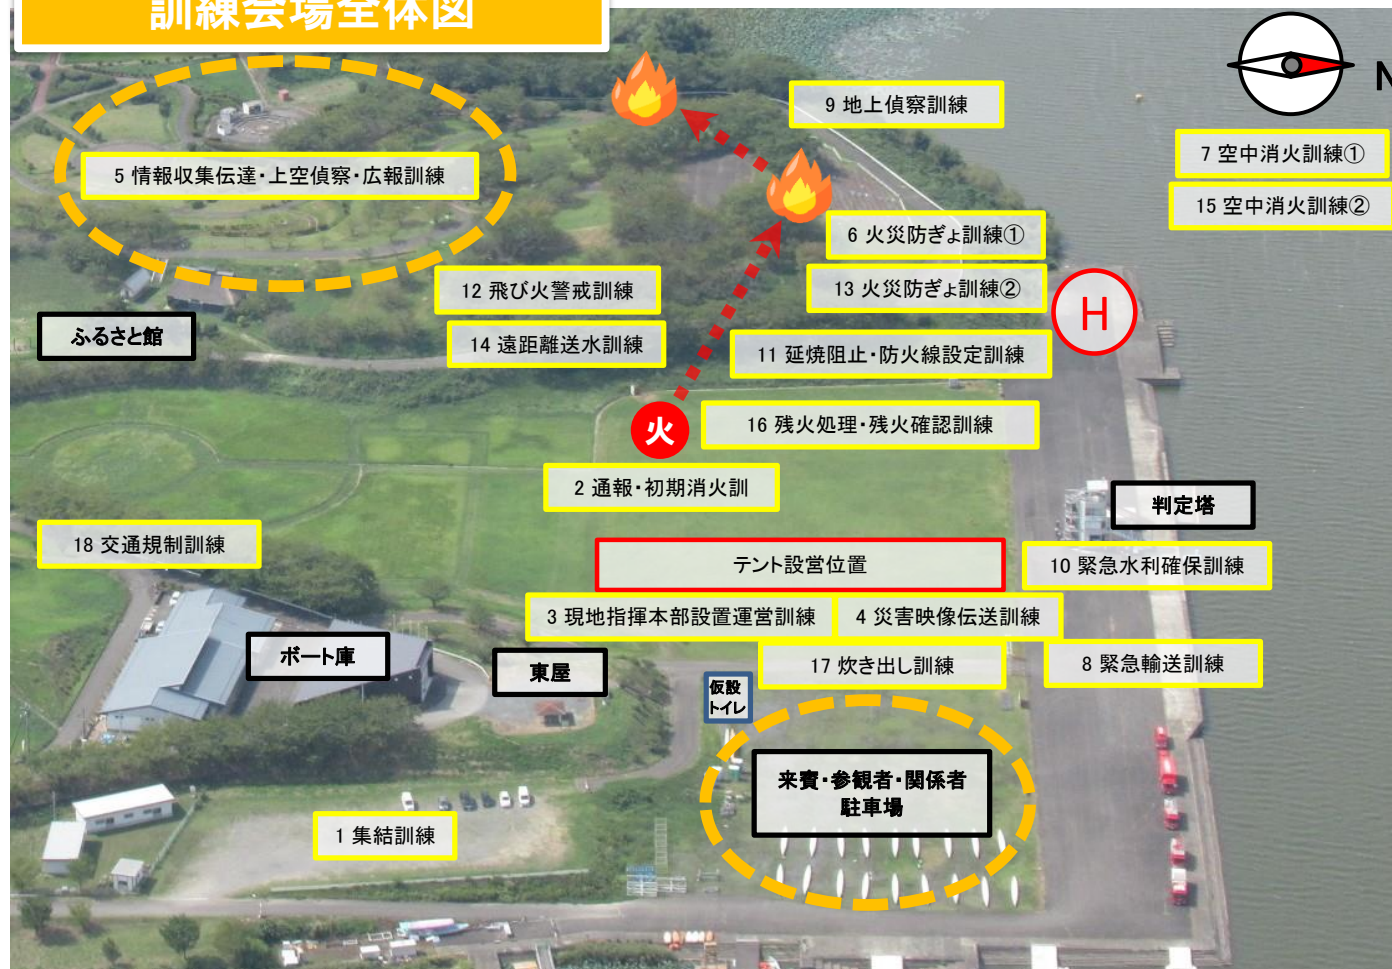 訓練会場全体図
N
9 地上偵察訓練
7 空中消火訓練①
5 情報収集伝達・上空偵察・広報訓練
15 空中消火訓練②
6 火災防ぎょ訓練①
12 飛び火警戒訓練
13 火災防ぎょ訓練②
H
ふるさと館
14 遠距離送水訓練
11 延焼阻止・防火線設定訓練
火
16 残火処理・残火確認訓練
2 通報・初期消火訓
判定塔
18 交通規制訓練
テント設営位置
10 緊急水利確保訓練
3 現地指揮本部設置運営訓練
4 災害映像伝送訓練
ボート庫
東屋
17 炊き出し訓練
8 緊急輸送訓練
仮設
トイレ
来賓・参観者・関係者
駐車場
1 集結訓練